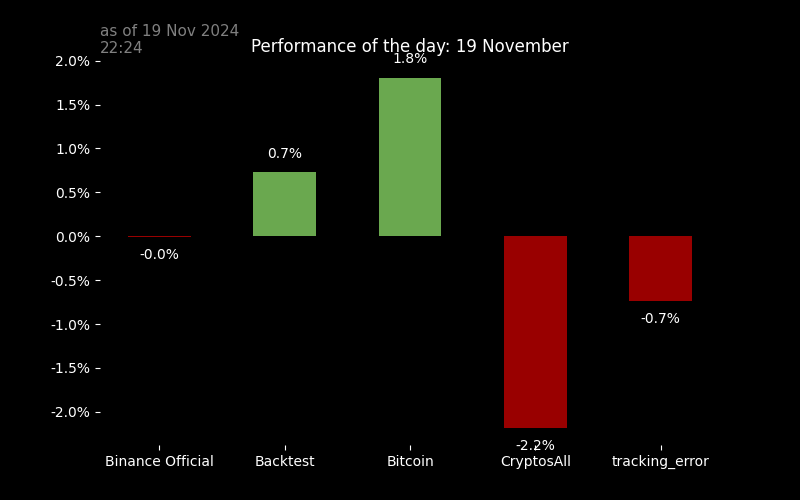 as of 19 Nov 2024
22:24
Performance of the day: 19 November
2.0%
1.5%
1.0%
0.5%
0.0%
-0.5%
-1.0%
-1.5%
-2.0%
-0.0%
0.7%
1.8%
-2.2%
-0.7%
Binance Official
Backtest
Bitcoin
CryptosAll
tracking_error